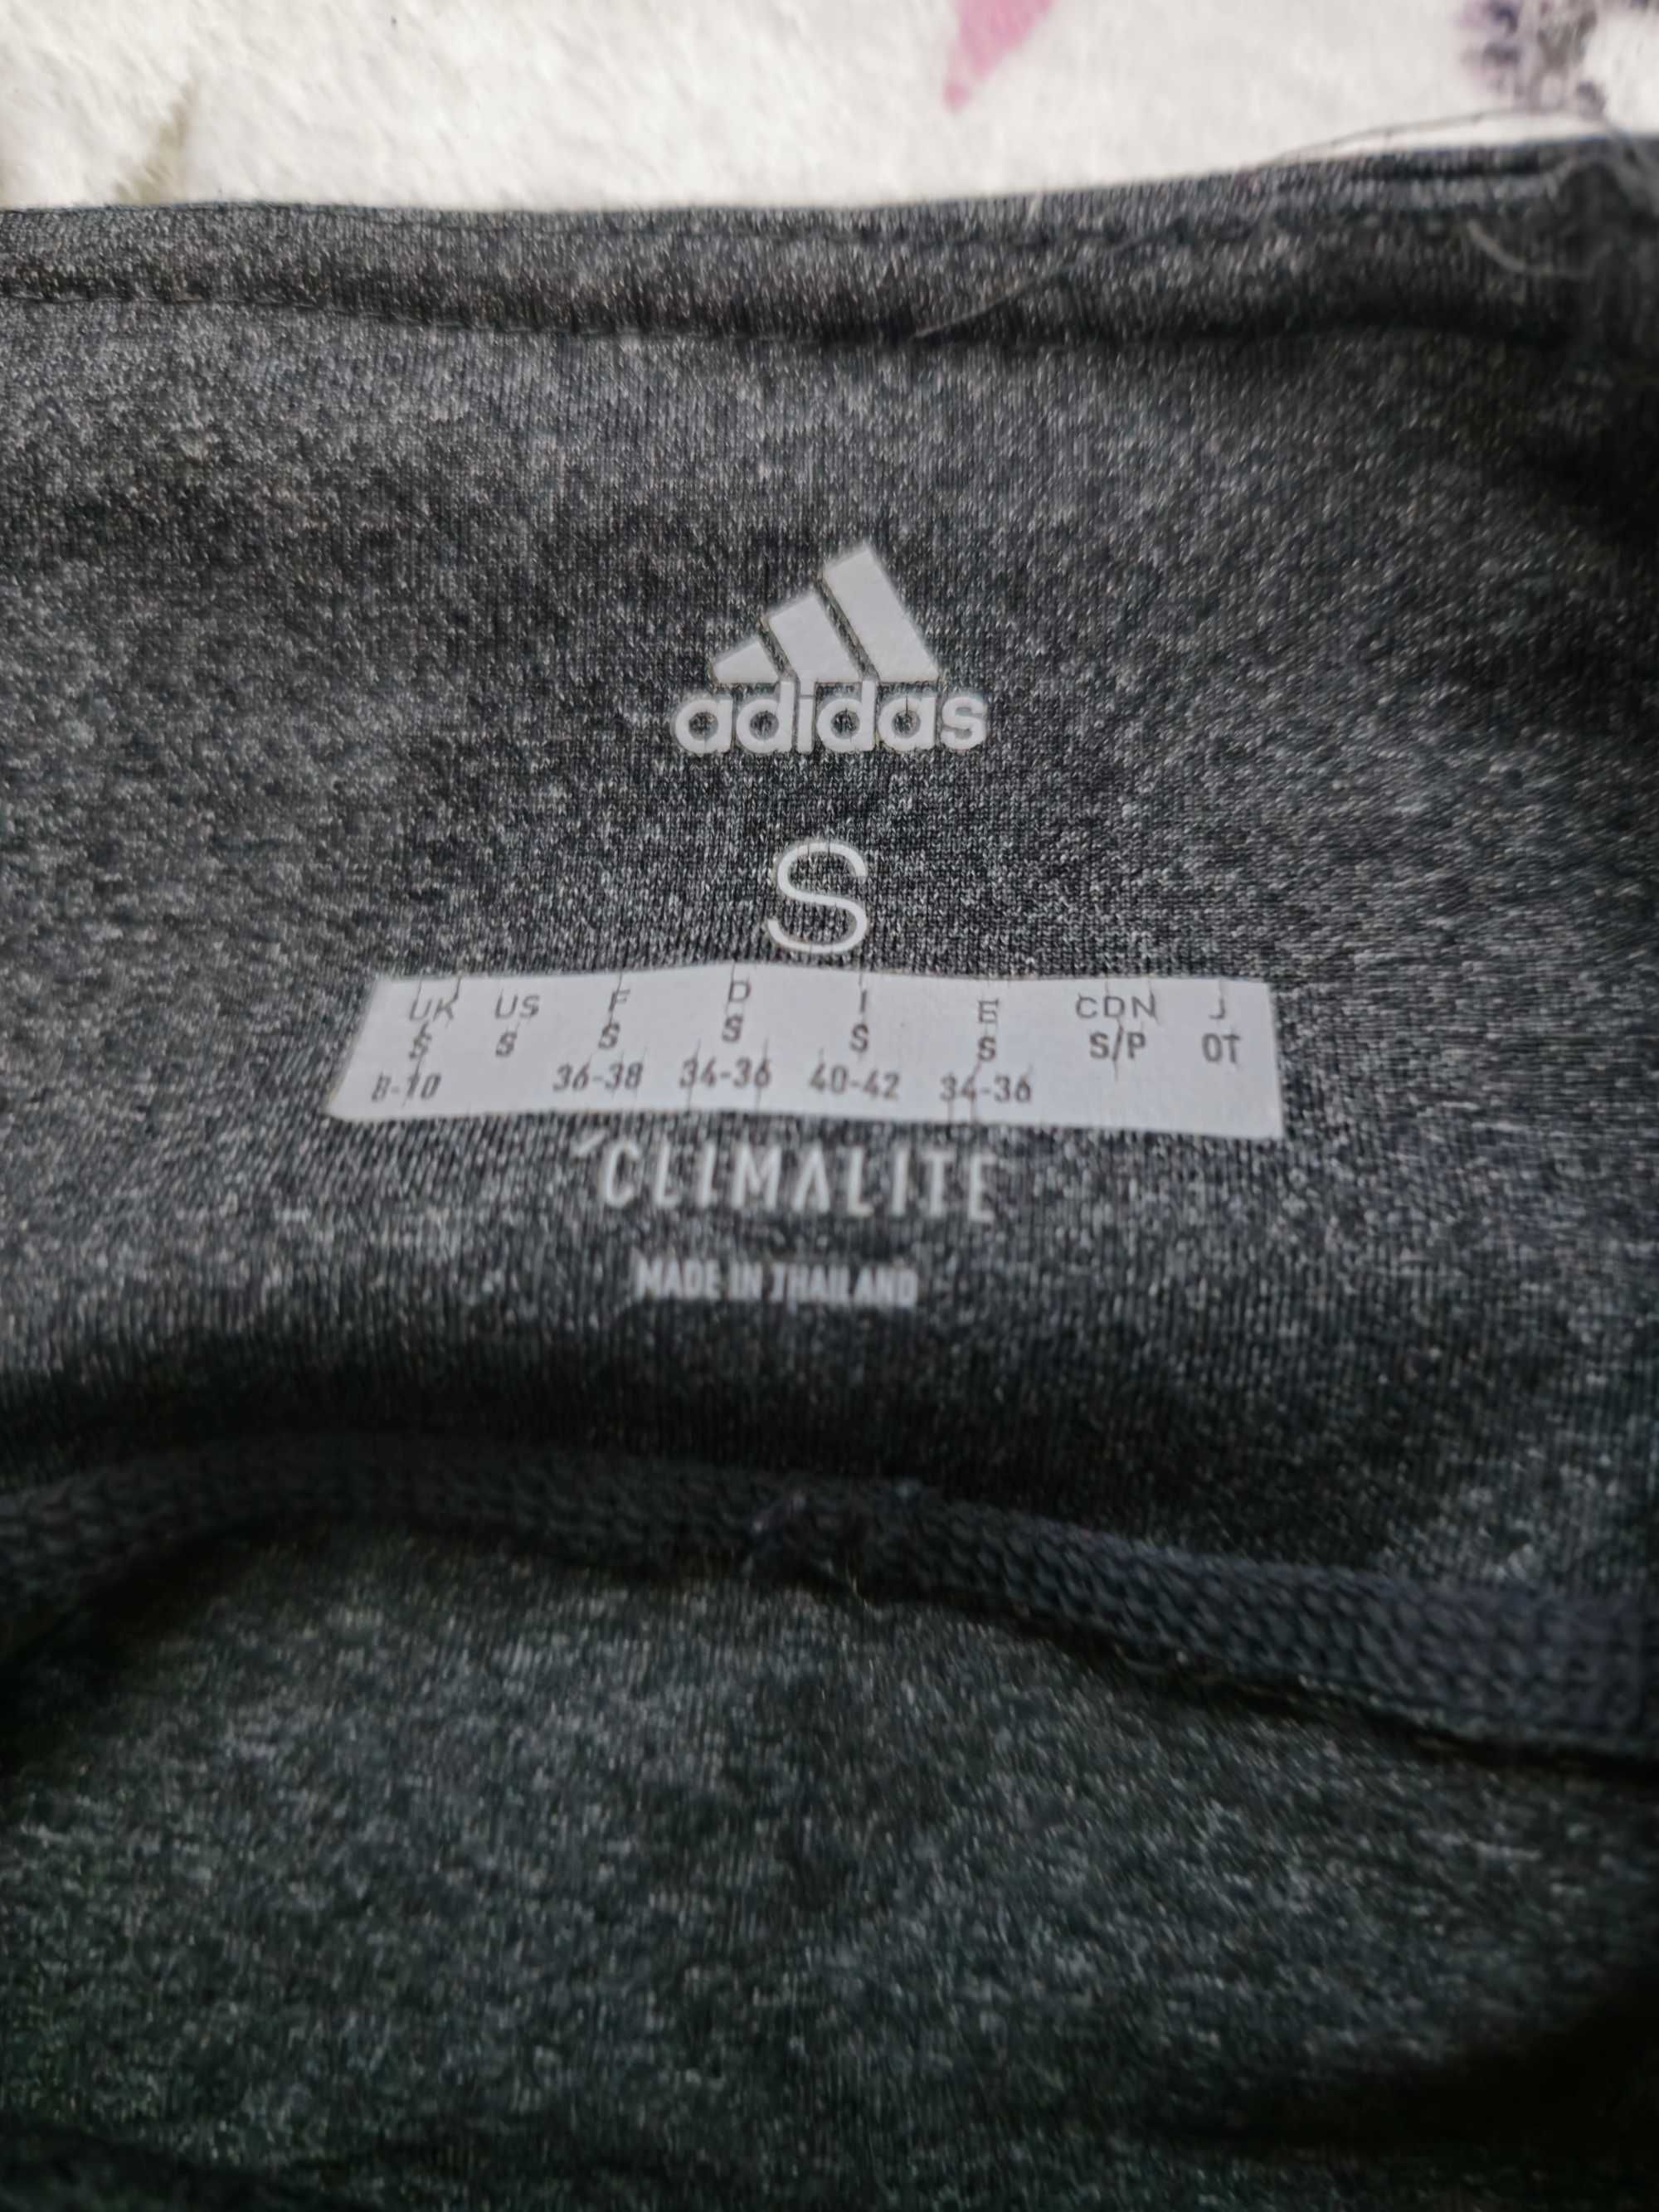 adidas
S
UK US F D I E CDN J
S S S S S S S/P OT
8-10 36-38 34-36 40-42 34-36
CLIMALITE
MADE IN THAILAND